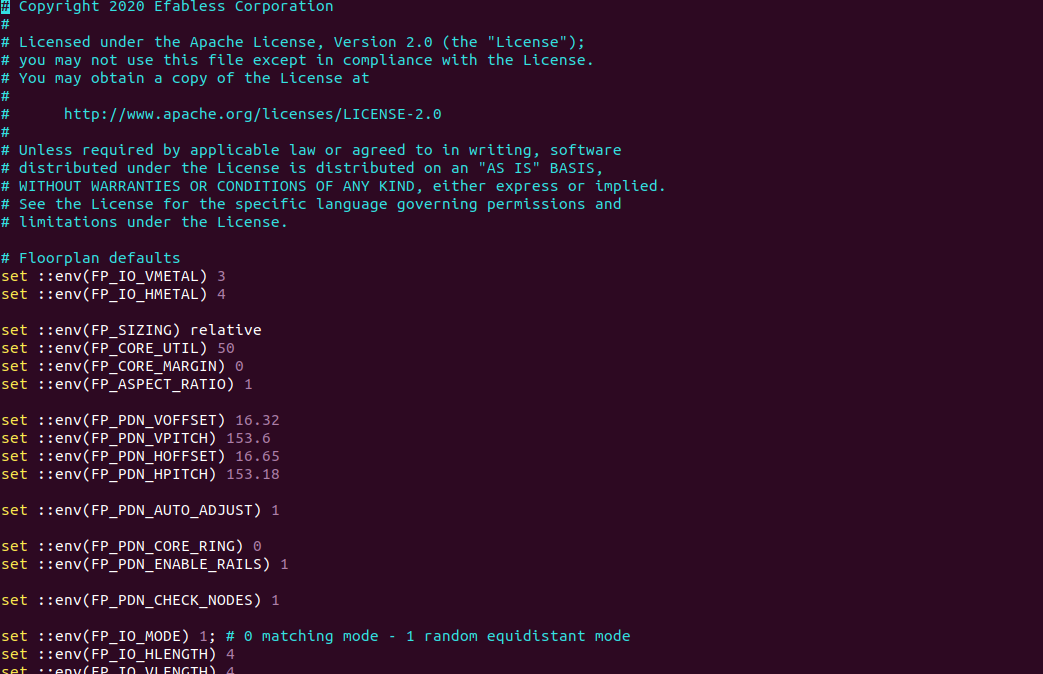 # Copyright 2020 Efabless Corporation
#
# Licensed under the Apache License, Version 2.0 (the "License");
# you may not use this file except in compliance with the License.
# You may obtain a copy of the License at
#
#      http://www.apache.org/licenses/LICENSE-2.0
#
# Unless required by applicable law or agreed to in writing, software
# distributed under the License is distributed on an "AS IS" BASIS,
# WITHOUT WARRANTIES OR CONDITIONS OF ANY KIND, either express or implied.
# See the License for the specific language governing permissions and
# limitations under the License.

# Floorplan defaults
set ::env(FP_IO_VMETAL) 3
set ::env(FP_IO_HMETAL) 4

set ::env(FP_SIZING) relative
set ::env(FP_CORE_UTIL) 50
set ::env(FP_CORE_MARGIN) 0
set ::env(FP_ASPECT_RATIO) 1

set ::env(FP_PDN_VOFFSET) 16.32
set ::env(FP_PDN_VPITCH) 153.6
set ::env(FP_PDN_HOFFSET) 16.65
set ::env(FP_PDN_HPITCH) 153.18

set ::env(FP_PDN_AUTO_ADJUST) 1

set ::env(FP_PDN_CORE_RING) 0
set ::env(FP_PDN_ENABLE_RAILS) 1

set ::env(FP_PDN_CHECK_NODES) 1

set ::env(FP_IO_MODE) 1; # 0 matching mode - 1 random equidistant mode
set ::env(FP_IO_HLENGTH) 4
set ::env(FP_IO_VLENGTH) 4